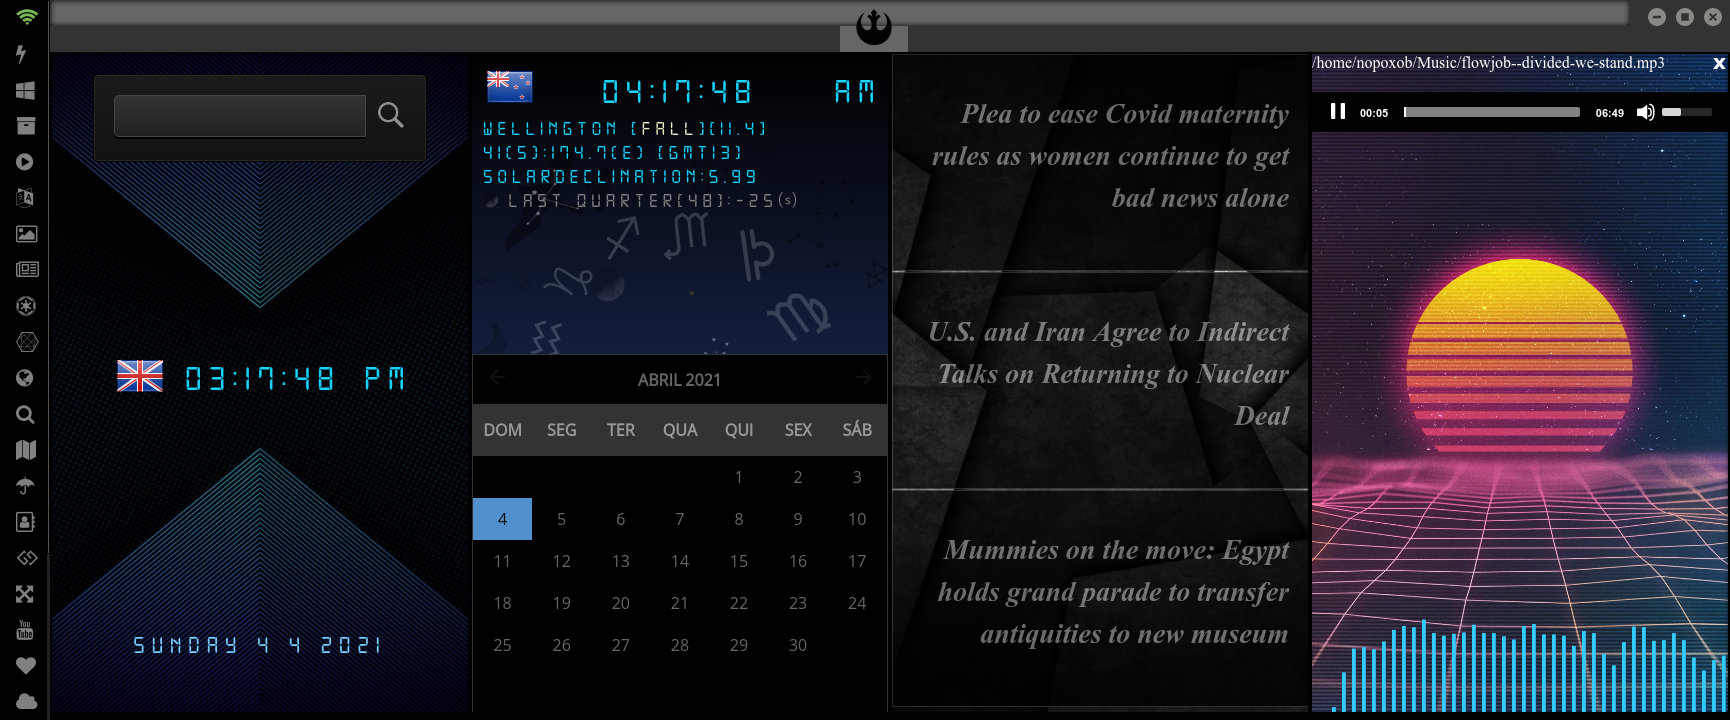 /home/nopoxob/Music/flowjob--divided-we-stand.mp3
x
00:05
06:49
04:17:48 AM
WELLINGTON [FALL][11.4]
41(S):174.7(E) [GMT13]
SOLARDECLINATION:5.99
LAST QUARTER[48]:-25(s)
03:17:48 PM
SUNDAY 4 4 2021
ABRIL 2021
DOM SEG TER QUA QUI SEX SÁB
1 2 3
4 5 6 7 8 9 10
11 12 13 14 15 16 17
18 19 20 21 22 23 24
25 26 27 28 29 30
Plea to ease Covid maternity
rules as women continue to get
bad news alone
U.S. and Iran Agree to Indirect
Talks on Returning to Nuclear
Deal
Mummies on the move: Egypt
holds grand parade to transfer
antiquities to new museum
You
Tube